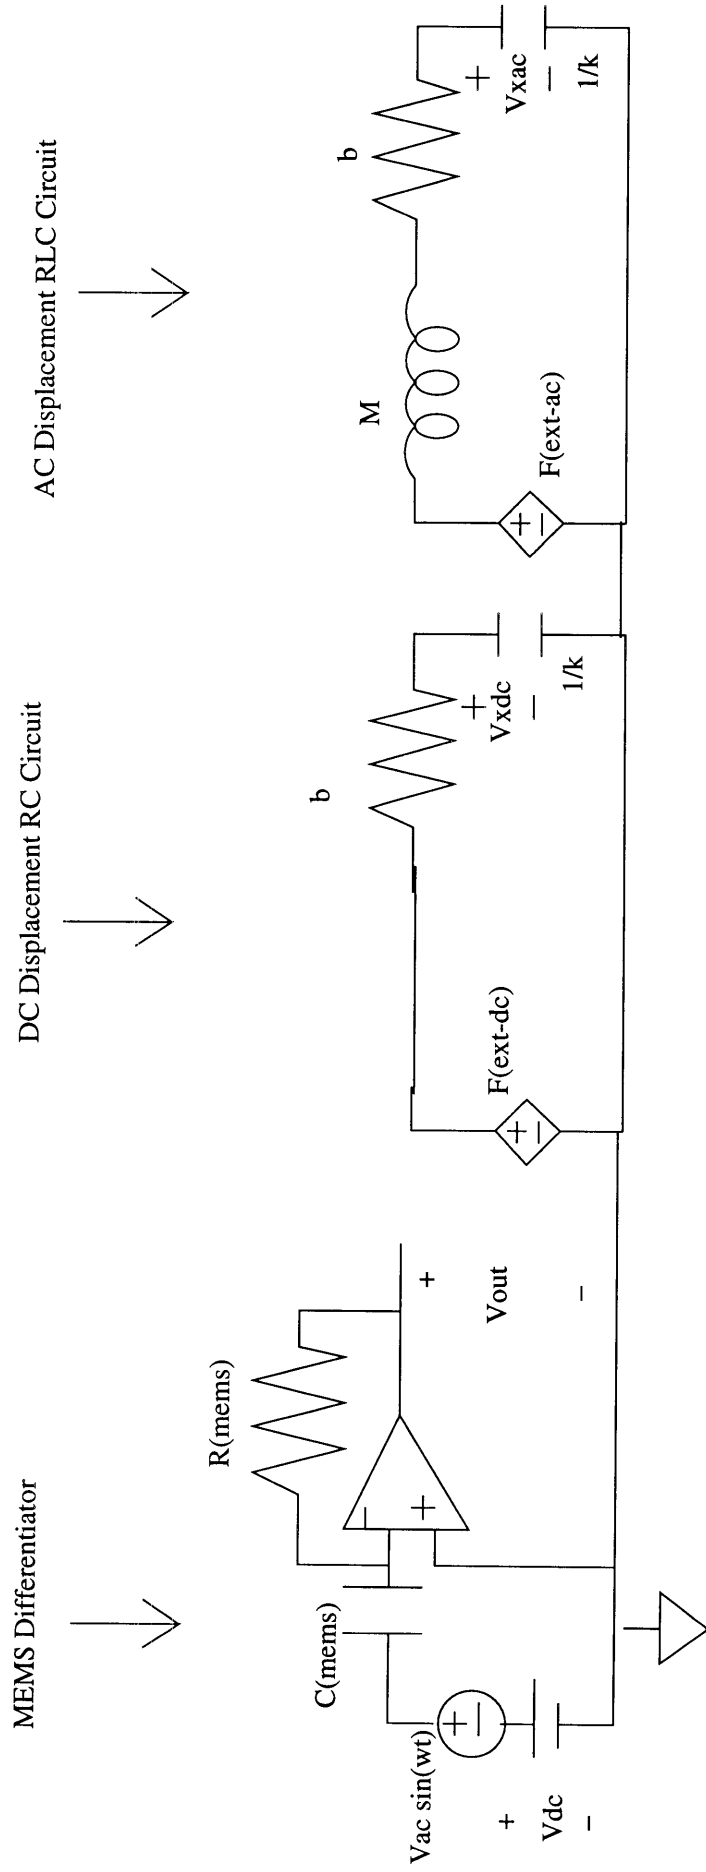 MEMS Differentiator
DC Displacement RC Circuit
AC Displacement RLC Circuit
R(mems)
C(mems)
Vac sin(wt)
+
−
+
Vdc
−
−
+
+
Vout
−
F(ext-dc)
+
−
b
+
Vxdc
−
1/k
F(ext-ac)
+
−
M
b
+
Vxac
−
1/k